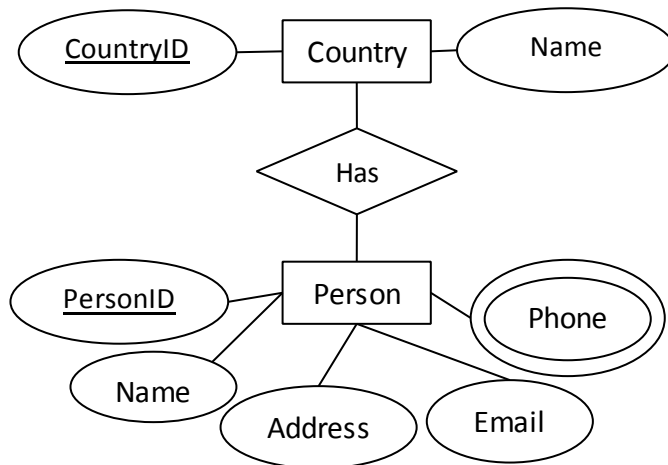 CountryID
Country
Name
Has
PersonID
Person
Phone
Name
Address
Email